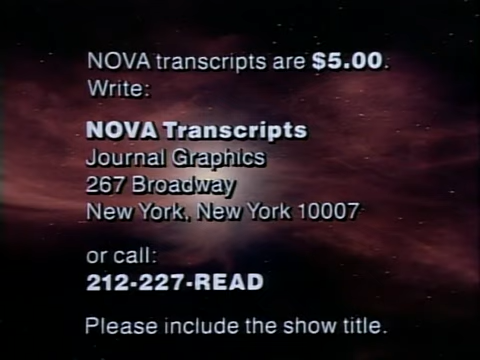 NOVA transcripts are $5.00.
Write:
NOVA Transcripts
Journal Graphics
267 Broadway
New York, New York 10007
or call:
212-227-READ
Please include the show title.